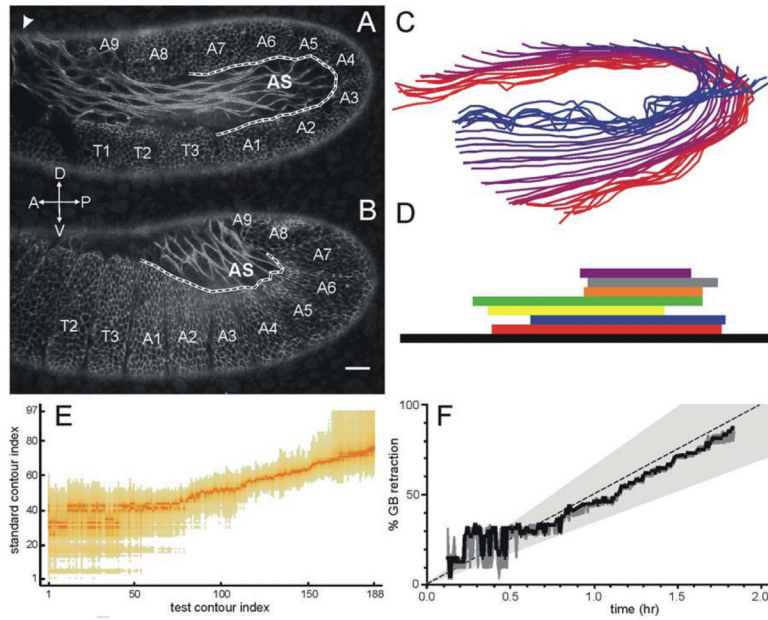 A
A9
A8
A7
A6
A5
A4
A3
A2
A1
AS
T1
T2
T3
D
A
P
V
B
A9
A8
A7
A6
A5
A4
A3
A2
A1
T3
T2
AS
C
D
E
97
80
60
40
20
1
standard contour index
1
50
100
150
188
test contour index
F
100
50
0
% GB retraction
0.0
0.5
1.0
1.5
2.0
time (hr)